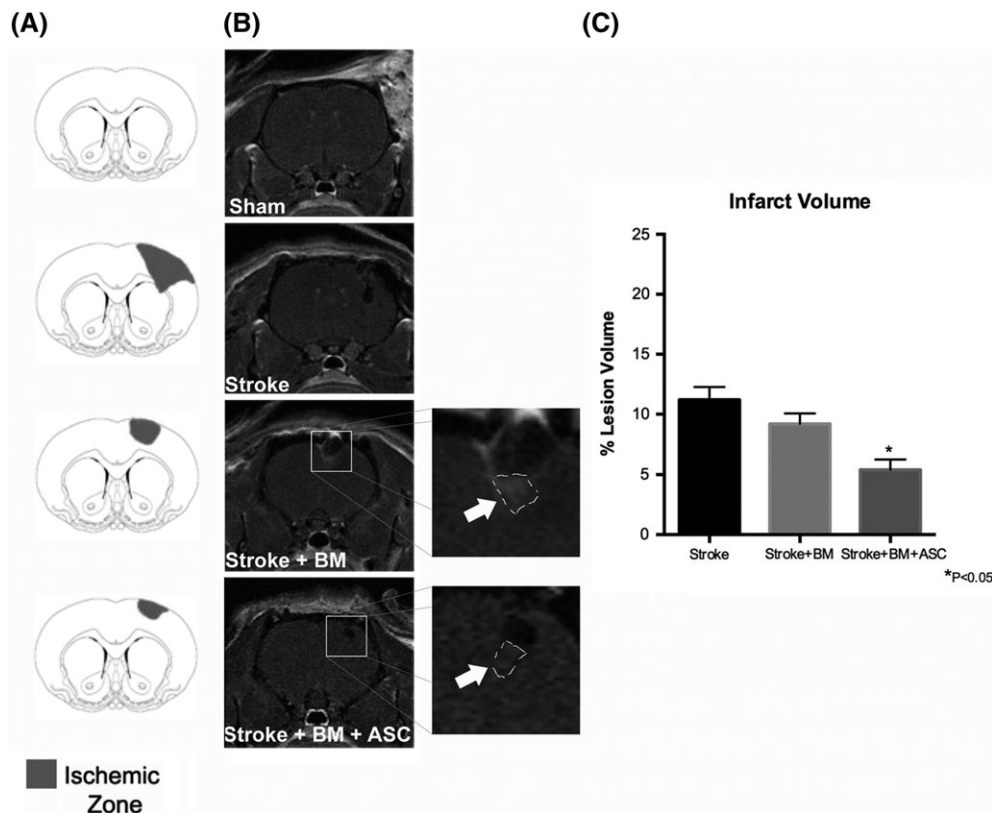 (A)
(B)
(C)
Sham
Stroke
Stroke + BM
Stroke + BM + ASC
Ischemic
Zone
Infarct Volume
% Lesion Volume
25
20
15
10
5
0
*
Stroke
Stroke+BM
Stroke+BM+ASC
*P<0.05